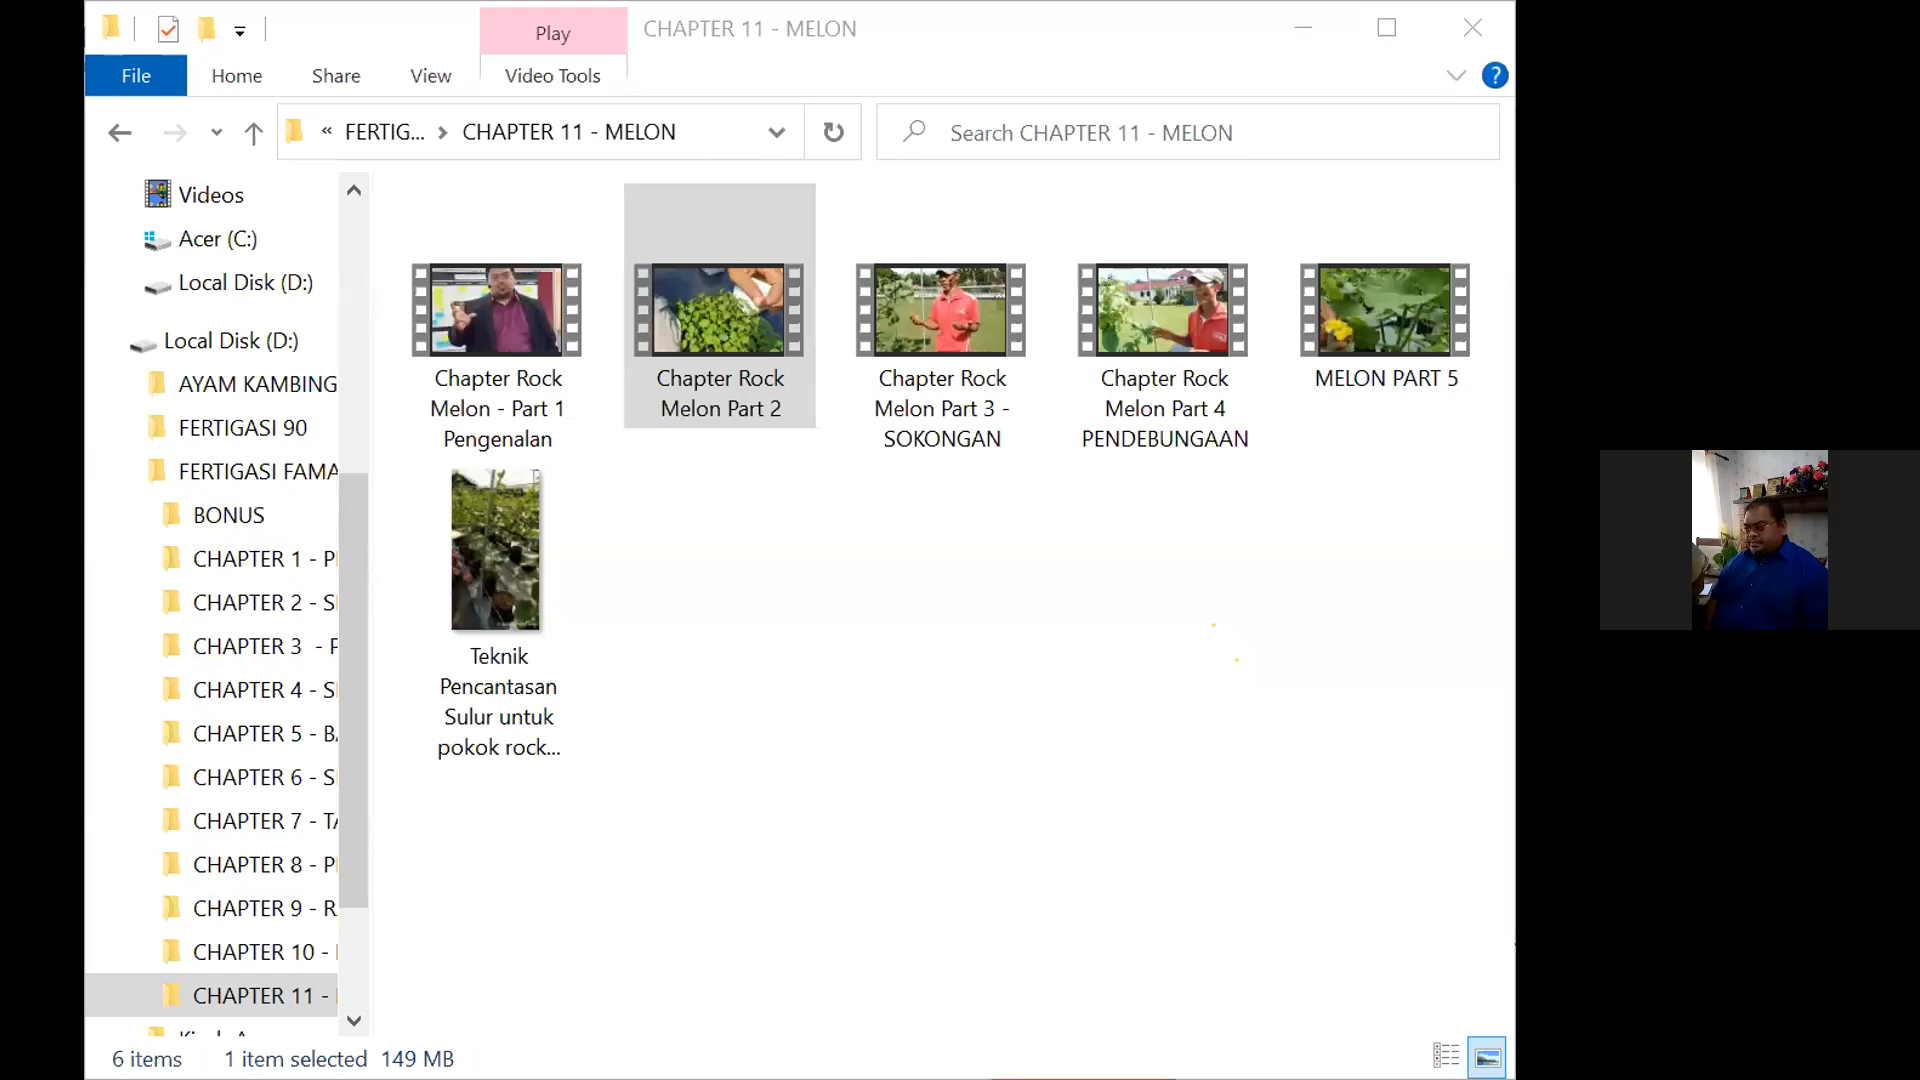 Play
CHAPTER 11 - MELON
File
Home
Share
View
Video Tools
?
« FERTIG... > CHAPTER 11 - MELON
Search CHAPTER 11 - MELON
Videos
Acer (C:)
Local Disk (D:)
Local Disk (D:)
AYAM KAMBING
FERTIGASI 90
FERTIGASI FAMA
BONUS
CHAPTER 1 - P
CHAPTER 2 - S
CHAPTER 3 - F
CHAPTER 4 - S
CHAPTER 5 - BA
CHAPTER 6 - S
CHAPTER 7 - TA
CHAPTER 8 - P
CHAPTER 9 - R
CHAPTER 10 -
CHAPTER 11 -
Chapter Rock
Melon - Part 1
Pengenalan
Chapter Rock
Melon Part 2
Chapter Rock
Melon Part 3 -
SOKONGAN
Chapter Rock
Melon Part 4
PENDEBUNGAAN
MELON PART 5
Teknik
Pencantasan
Sulur untuk
pokok rock...
6 items
1 item selected 149 MB